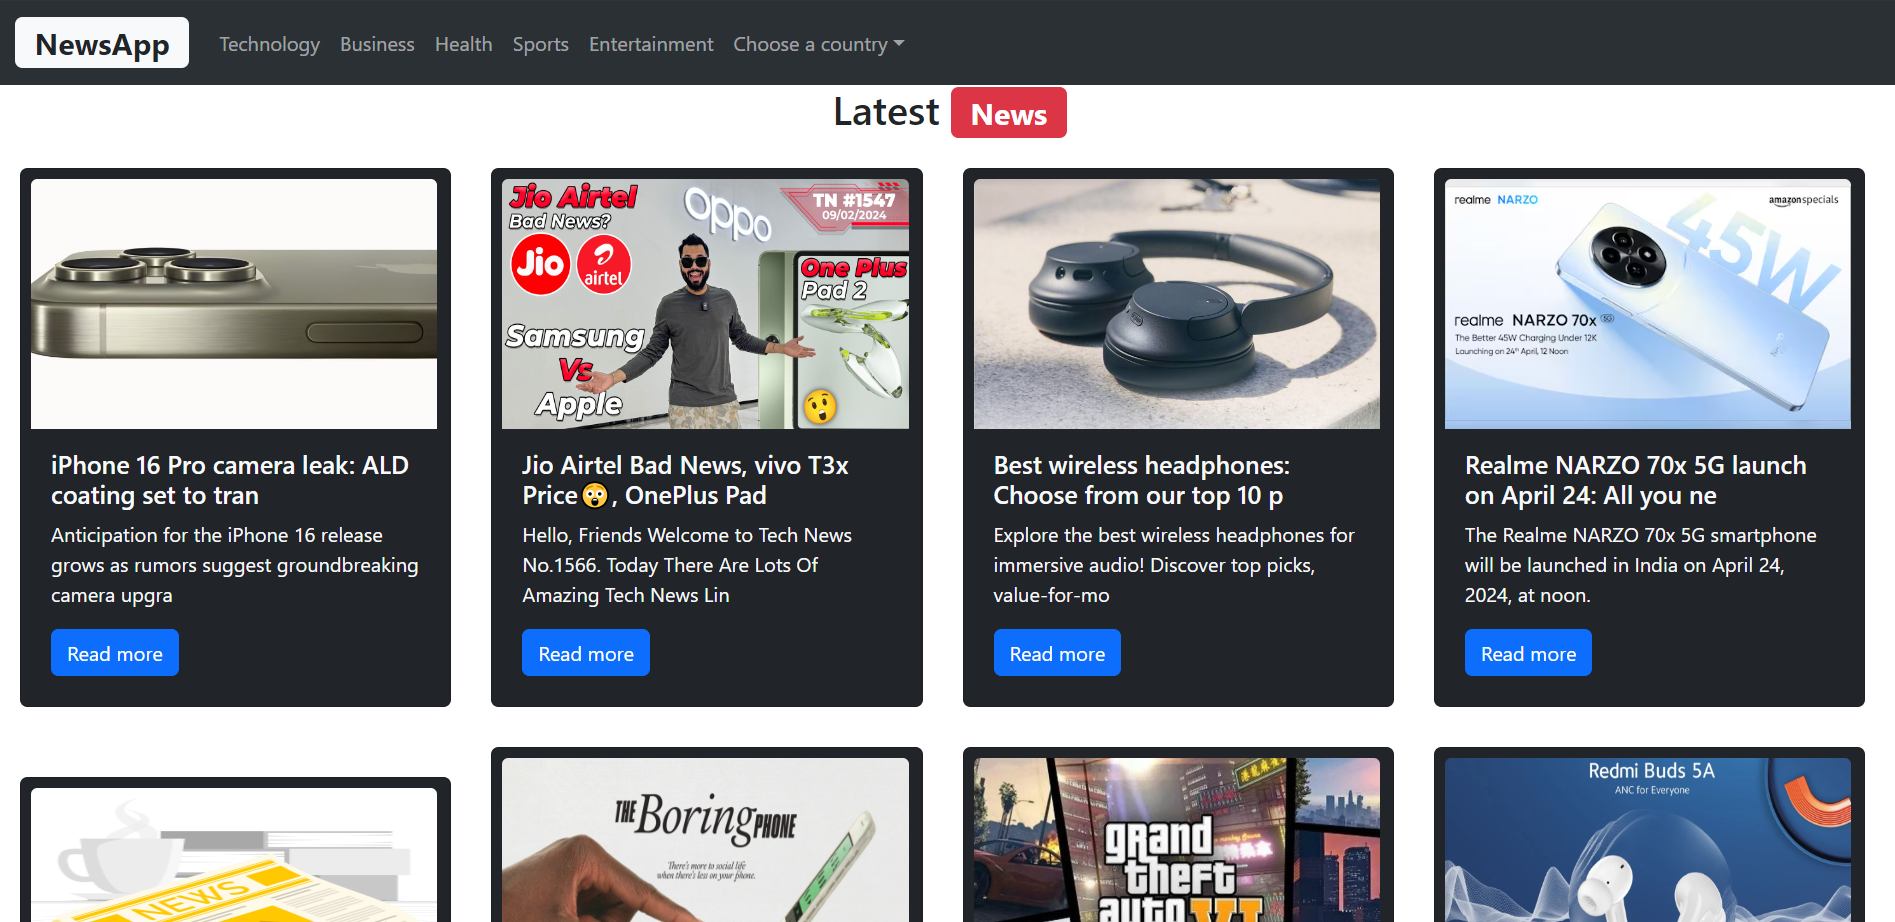 NewsApp
Technology
Business
Health
Sports
Entertainment
Choose a country
Latest News
Jio Airtel
Bad News?
Jio
airtel
Samsung
Vs
Apple
oppo
TN #1547
09/02/2024
One Plus
Pad 2
realme NARZO
amazonspecials
45W
realme NARZO 70x 5G
The Better 45W Charging Under 12K
Launching on 24th April, 12 Noon
iPhone 16 Pro camera leak: ALD
coating set to tran
Anticipation for the iPhone 16 release
grows as rumors suggest groundbreaking
camera upgra
Read more
Jio Airtel Bad News, vivo T3x
Price😲, OnePlus Pad
Hello, Friends Welcome to Tech News
No.1566. Today There Are Lots Of
Amazing Tech News Lin
Read more
Best wireless headphones:
Choose from our top 10 p
Explore the best wireless headphones for
immersive audio! Discover top picks,
value-for-mo
Read more
Realme NARZO 70x 5G launch
on April 24: All you ne
The Realme NARZO 70x 5G smartphone
will be launched in India on April 24,
2024, at noon.
Read more
NEWS
THE Boring PHONE
There's more to social life
when there's less on your phone.
grand
theft
auto VI
Redmi Buds 5A
ANC for Everyone